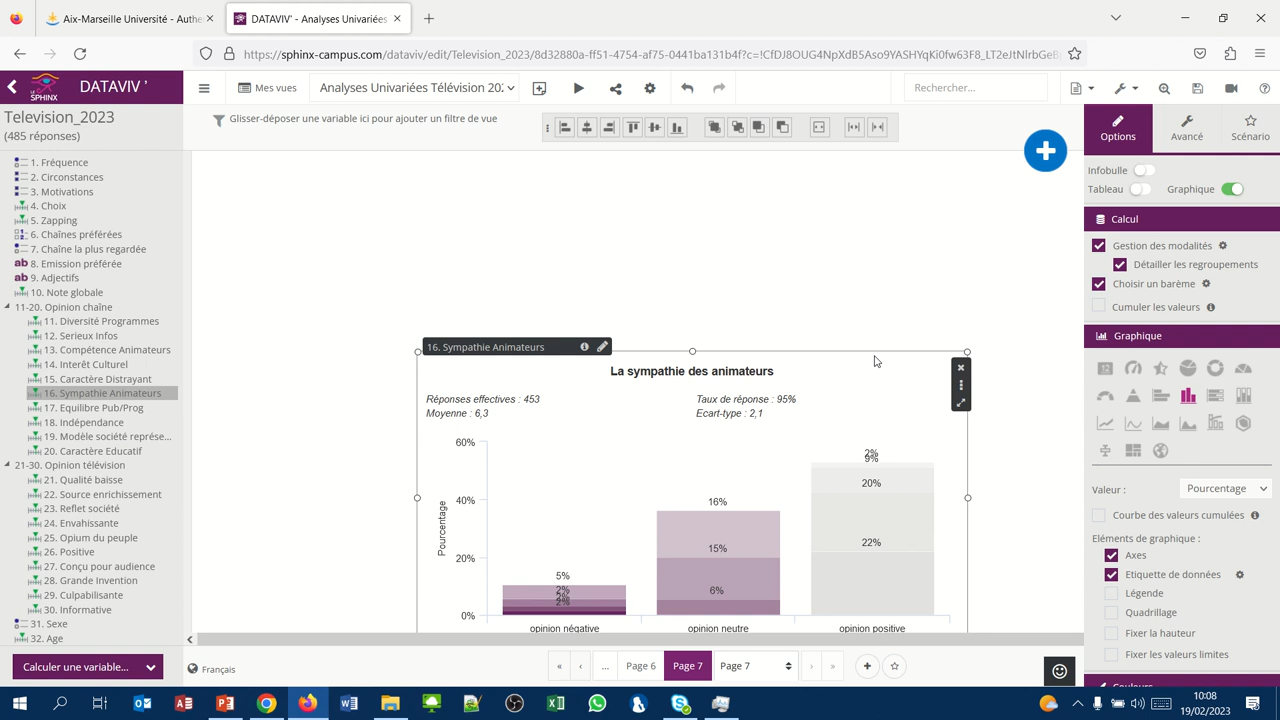 Aix-Marseille Université - Authe
DATAVIV' - Analyses Univariées
https://sphinx-campus.com/dataviv/edit/Television_2023/8d32880a-ff51-4754-af75-0441ba131b4f?c=!CfDJ8OUG4NpXdB5Aso9YASHYqKi0fw63F8_LT2eJtNlrbGeB
LE SPHINX
DATAVIV '
Mes vues
Analyses Univariées Télévision 202
Rechercher...
Television_2023
(485 réponses)
Glisser-déposer une variable ici pour ajouter un filtre de vue
1. Fréquence
2. Circonstances
3. Motivations
4. Choix
5. Zapping
6. Chaînes préférées
7. Chaîne la plus regardée
ab 8. Emission préférée
ab 9. Adjectifs
10. Note globale
11-20. Opinion chaîne
11. Diversité Programmes
12. Serieux Infos
13. Compétence Animateurs
14. Interêt Culturel
15. Caractère Distrayant
16. Sympathie Animateurs
17. Equilibre Pub/Prog
18. Indépendance
19. Modèle société représe...
20. Caractère Educatif
21-30. Opinion télévision
21. Qualité baisse
22. Source enrichissement
23. Reflet société
24. Envahissante
25. Opium du peuple
26. Positive
27. Conçu pour audience
28. Grande Invention
29. Culpabilisante
30. Informative
31. Sexe
32. Age
Calculer une variable...
16. Sympathie Animateurs
La sympathie des animateurs
Réponses effectives : 453
Taux de réponse : 95%
Moyenne : 6,3
Ecart-type : 2,1
60%
40%
20%
0%
Pourcentage
5%
2%
2%
16%
15%
6%
2%
9%
20%
22%
opinion négative
opinion neutre
opinion positive
Français
«
‹
...
Page 6
Page 7
Page 7
›
»
Options
Avancé
Scénario
Infobulle
Tableau
Graphique
Calcul
Gestion des modalités
Détailler les regroupements
Choisir un barème
Cumuler les valeurs
Graphique
Valeur :
Pourcentage
Courbe des valeurs cumulées
Eléments de graphique :
Axes
Etiquette de données
Légende
Quadrillage
Fixer la hauteur
Fixer les valeurs limites
10:08
19/02/2023